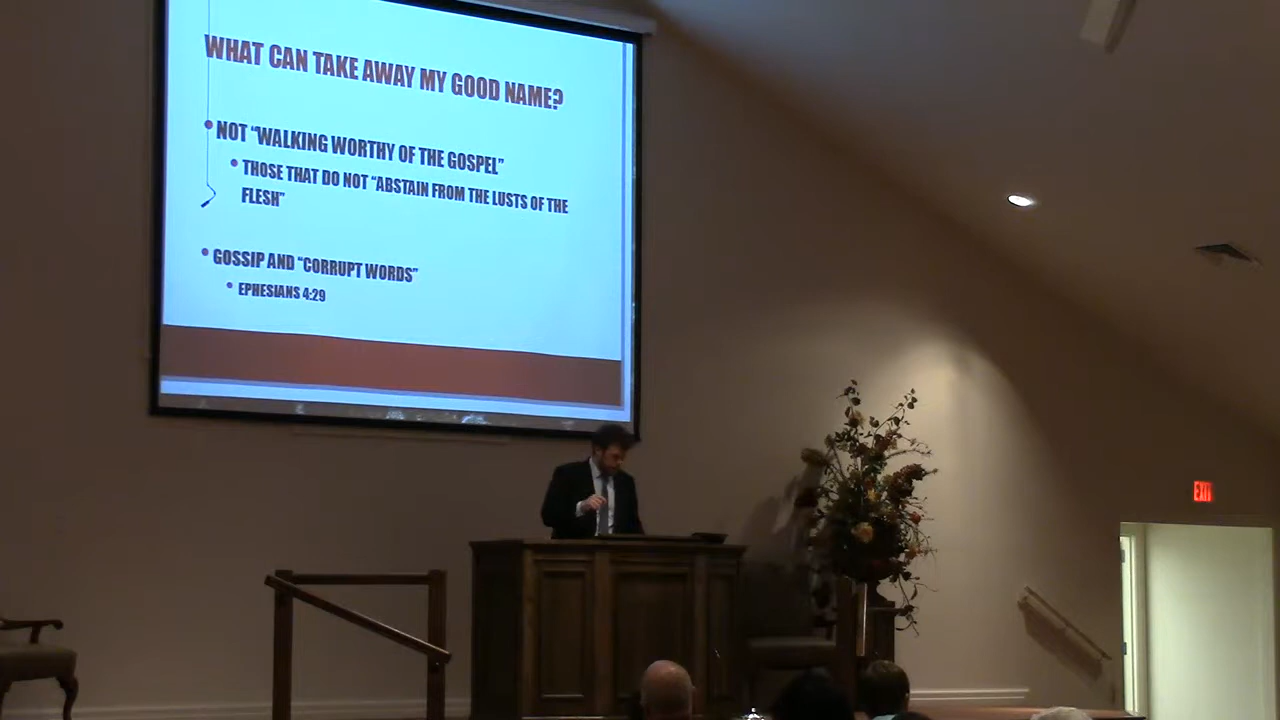 WHAT CAN TAKE AWAY MY GOOD NAME?
• NOT "WALKING WORTHY OF THE GOSPEL"
• THOSE THAT DO NOT "ABSTAIN FROM THE LUSTS OF THE
FLESH"
• GOSSIP AND "CORRUPT WORDS"
• EPHESIANS 4:29
EXIT